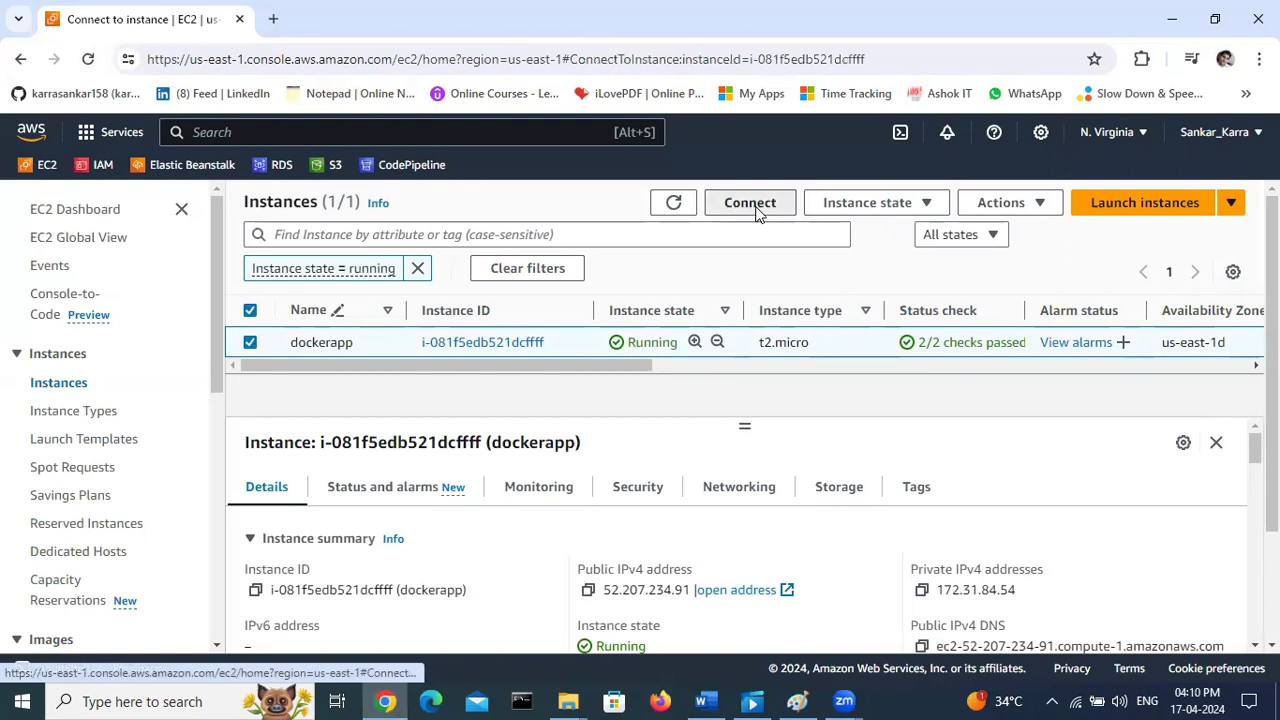 Connect to instance | EC2 | us-
https://us-east-1.console.aws.amazon.com/ec2/home?region=us-east-1#ConnectToInstance:instanceId=i-081f5edb521dcffff
karrasankar158 (kar...
(8) Feed | LinkedIn
Notepad | Online N...
Online Courses - Le...
iLovePDF | Online P...
My Apps
Time Tracking
Ashok IT
WhatsApp
Slow Down & Spee...
aws
Services
Search
[Alt+S]
N. Virginia
Sankar_Karra
EC2
IAM
Elastic Beanstalk
RDS
S3
CodePipeline
EC2 Dashboard
EC2 Global View
Events
Console-to-
Code Preview
Instances
Instances
Instance Types
Launch Templates
Spot Requests
Savings Plans
Reserved Instances
Dedicated Hosts
Capacity
Reservations New
Images
Instances (1/1) Info
Connect
Instance state
Actions
Launch instances
Find Instance by attribute or tag (case-sensitive)
All states
Instance state = running
Clear filters
1
Name
Instance ID
Instance state
Instance type
Status check
Alarm status
Availability Zone
dockerapp
i-081f5edb521dcffff
Running
t2.micro
2/2 checks passed
View alarms
us-east-1d
Instance: i-081f5edb521dcffff (dockerapp)
Details
Status and alarms New
Monitoring
Security
Networking
Storage
Tags
Instance summary Info
Instance ID
i-081f5edb521dcffff (dockerapp)
Public IPv4 address
52.207.234.91 |open address
Private IPv4 addresses
172.31.84.54
IPv6 address
–
Instance state
Running
Public IPv4 DNS
ec2-52-207-234-91.compute-1.amazonaws.com
https://us-east-1.console.aws.amazon.com/ec2/home?region=us-east-1#Connect...
© 2024, Amazon Web Services, Inc. or its affiliates.
Privacy
Terms
Cookie preferences
Type here to search
zm
34°C
ENG
04:10 PM
17-04-2024